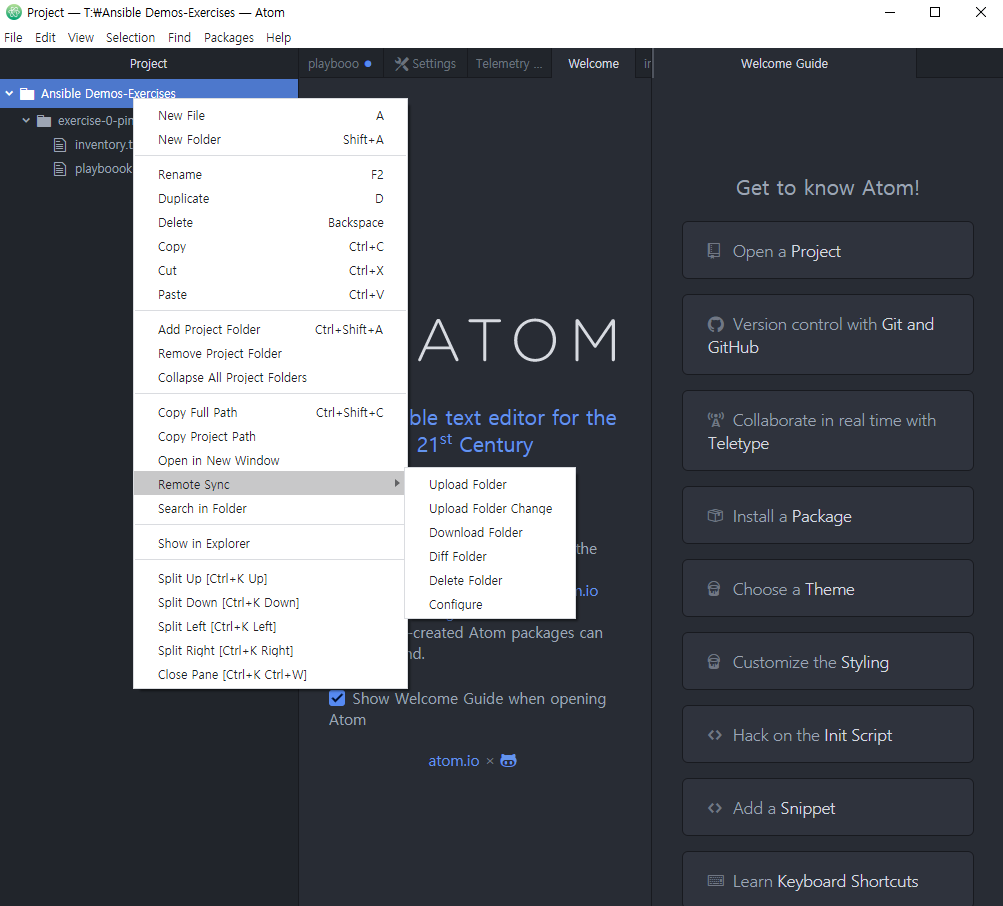 Project — T:\Ansible Demos-Exercises — Atom
File Edit View Selection Find Packages Help
Project
playbooo
Settings
Telemetry ...
Welcome
Welcome Guide
Ansible Demos-Exercises
exercise-0-pin
inventory.t
playboook
New File A
New Folder Shift+A
Rename F2
Duplicate D
Delete Backspace
Copy Ctrl+C
Cut Ctrl+X
Paste Ctrl+V
Add Project Folder Ctrl+Shift+A
Remove Project Folder
Collapse All Project Folders
Copy Full Path Ctrl+Shift+C
Copy Project Path
Open in New Window
Remote Sync
Search in Folder
Show in Explorer
Split Up [Ctrl+K Up]
Split Down [Ctrl+K Down]
Split Left [Ctrl+K Left]
Split Right [Ctrl+K Right]
Close Pane [Ctrl+K Ctrl+W]
Upload Folder
Upload Folder Change
Download Folder
Diff Folder
Delete Folder
Configure
ATOM
ble text editor for the
21st Century
the
m.io
-created Atom packages can
nd.
Show Welcome Guide when opening
Atom
atom.io ×
Get to know Atom!
Open a Project
Version control with Git and
GitHub
Collaborate in real time with
Teletype
Install a Package
Choose a Theme
Customize the Styling
Hack on the Init Script
Add a Snippet
Learn Keyboard Shortcuts